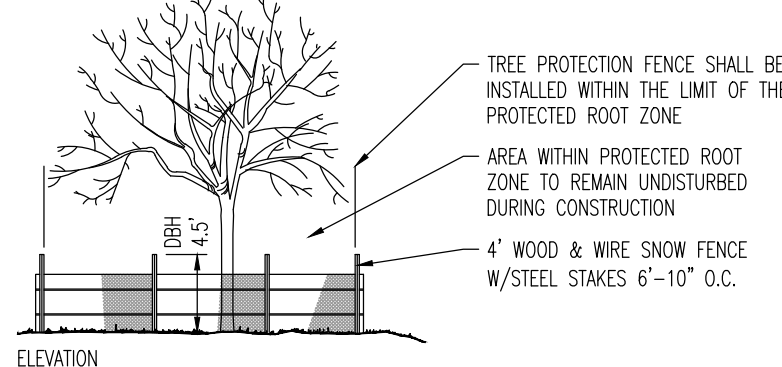 TREE PROTECTION FENCE SHALL BE
INSTALLED WITHIN THE LIMIT OF THE
PROTECTED ROOT ZONE
AREA WITHIN PROTECTED ROOT
ZONE TO REMAIN UNDISTURBED
DURING CONSTRUCTION
DBH
4.5'
4' WOOD & WIRE SNOW FENCE
W/STEEL STAKES 6'-10" O.C.
ELEVATION